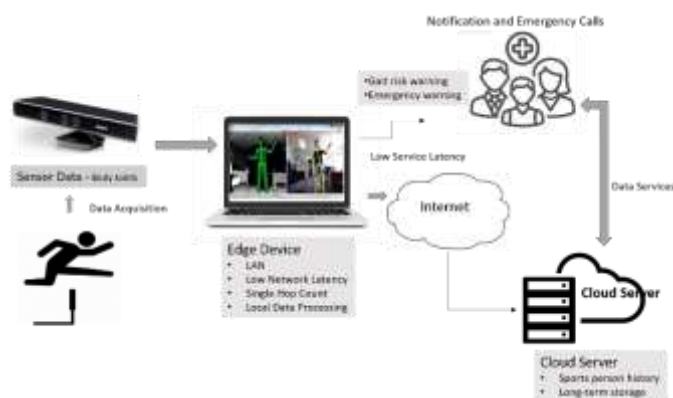 Notification and Emergency Calls
•Gait risk warning
•Emergency warning
Sensor Data - Body Joints
Low Service Latency
Data Acquisition
Internet
Data Services
Edge Device
• LAN
• Low Network Latency
• Single Hop Count
• Local Data Processing
Cloud Server
Cloud Server
• Sports person history
• Long-term storage